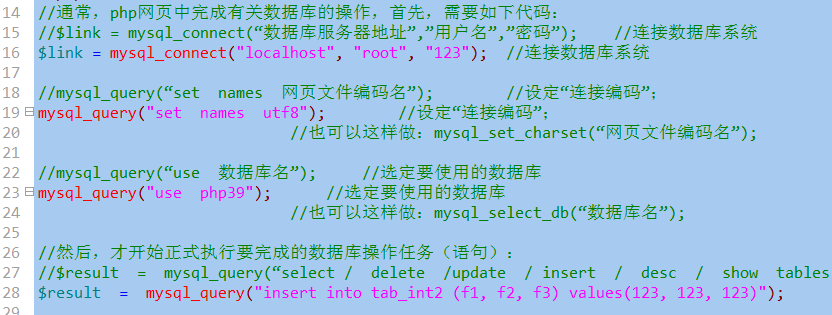 14 //通常，php网页中完成有关数据库的操作，首先，需要如下代码：
15 //$link = mysql_connect(“数据库服务器地址”,”用户名”,”密码”); //连接数据库系统
16 $link = mysql_connect("localhost", "root", "123"); //连接数据库系统
17
18 //mysql_query(“set names 网页文件编码名”); //设定“连接编码”；
19 mysql_query("set names utf8"); //设定“连接编码”；
20 //也可以这样做：mysql_set_charset(“网页文件编码名”);
21
22 //mysql_query(“use 数据库名”); //选定要使用的数据库
23 mysql_query("use php39"); //选定要使用的数据库
24 //也可以这样做：mysql_select_db(“数据库名”);
25
26 //然后，才开始正式执行要完成的数据库操作任务（语句）：
27 //$result = mysql_query(“select / delete /update / insert / desc / show tables
28 $result = mysql_query("insert into tab_int2 (f1, f2, f3) values(123, 123, 123)");
29